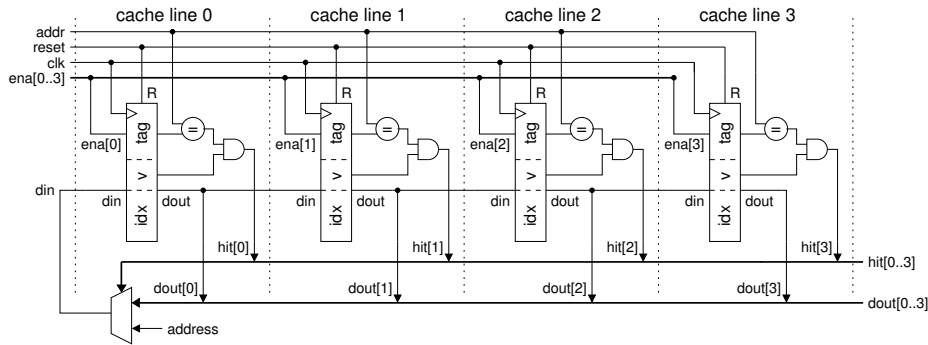 cache line 0 cache line 1 cache line 2 cache line 3
addr
reset
clk
ena[0..3]
R R R R
tag tag tag tag
= = = =
ena[0] ena[1] ena[2] ena[3]
v v v v
din
din dout din dout din dout din dout
idx idx idx idx
hit[0] hit[1] hit[2] hit[3]
hit[0..3]
dout[0] dout[1] dout[2] dout[3]
dout[0..3]
address